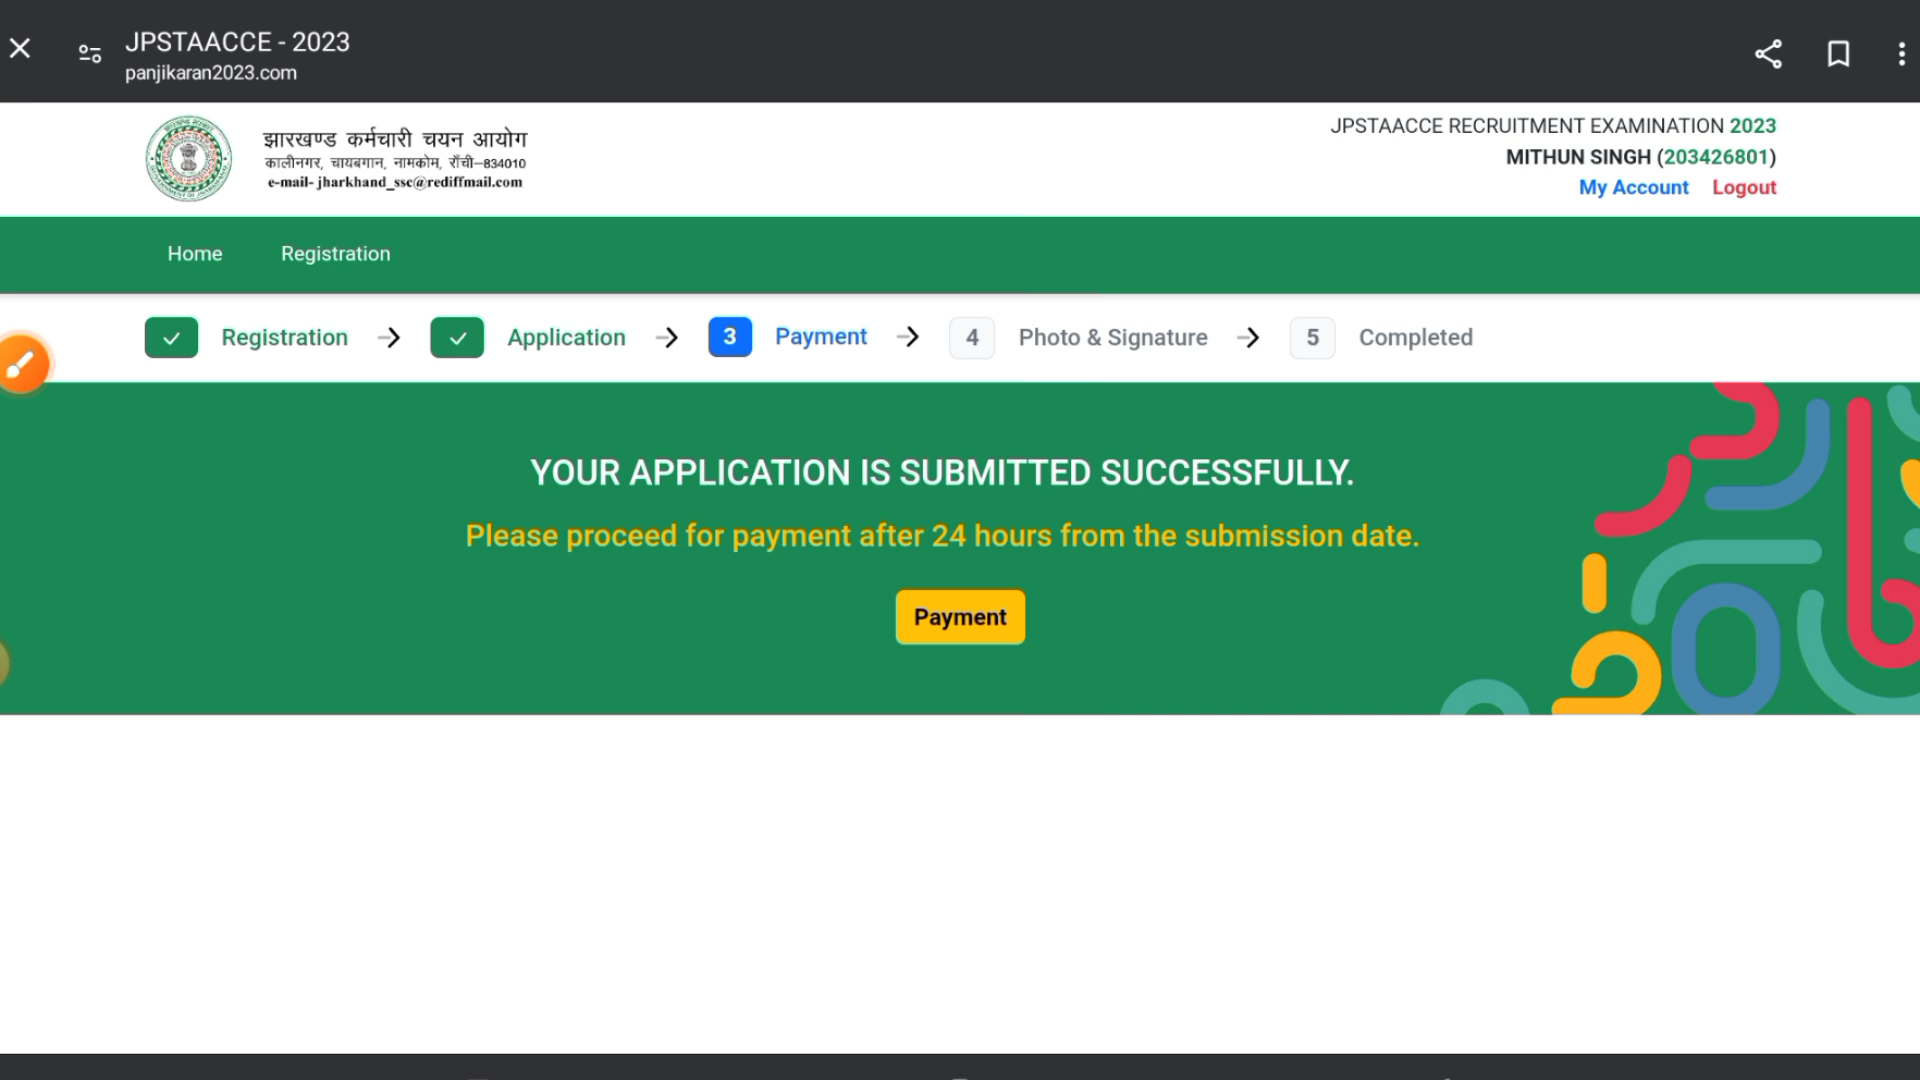 JPSTAACCE - 2023
panjikaran2023.com
झारखण्ड कर्मचारी चयन आयोग
कालीनगर, चायबगान, नामकोम, राँची–834010
e-mail- jharkhand_ssc@rediffmail.com
JPSTAACCE RECRUITMENT EXAMINATION 2023
MITHUN SINGH (203426801)
My Account Logout
Home Registration
Registration → Application → 3 Payment → 4 Photo & Signature → 5 Completed
YOUR APPLICATION IS SUBMITTED SUCCESSFULLY.
Please proceed for payment after 24 hours from the submission date.
Payment